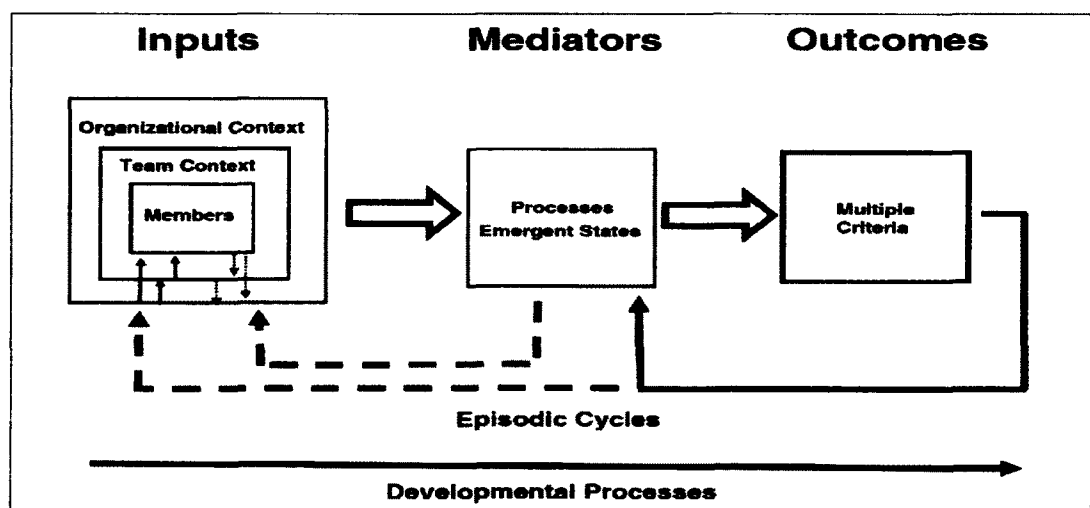 Inputs
Mediators
Outcomes
Organizational Context
Team Context
Members
Processes
Emergent States
Multiple
Criteria
Episodic Cycles
Developmental Processes